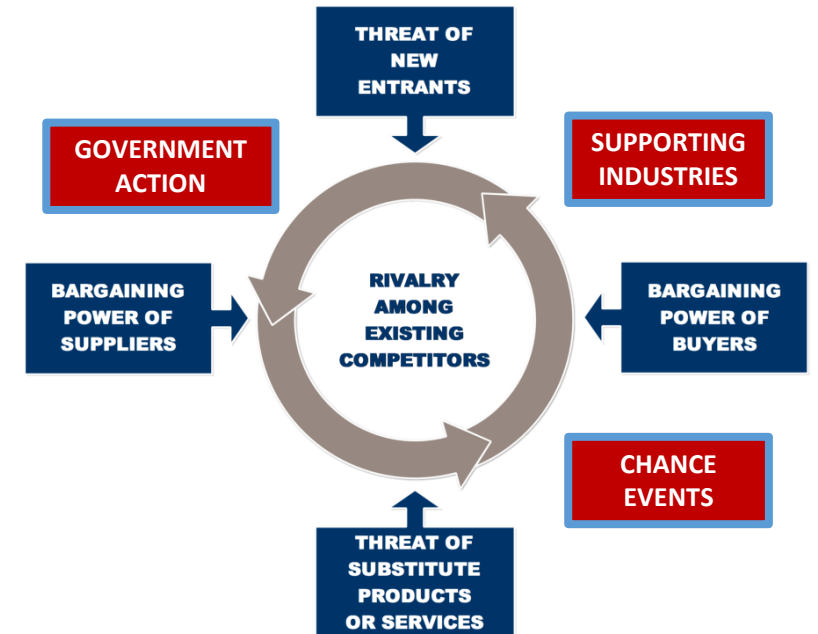 THREAT OF
NEW
ENTRANTS
GOVERNMENT
ACTION
SUPPORTING
INDUSTRIES
BARGAINING
POWER OF
SUPPLIERS
RIVALRY
AMONG
EXISTING
COMPETITORS
BARGAINING
POWER OF
BUYERS
CHANCE
EVENTS
THREAT OF
SUBSTITUTE
PRODUCTS
OR SERVICES